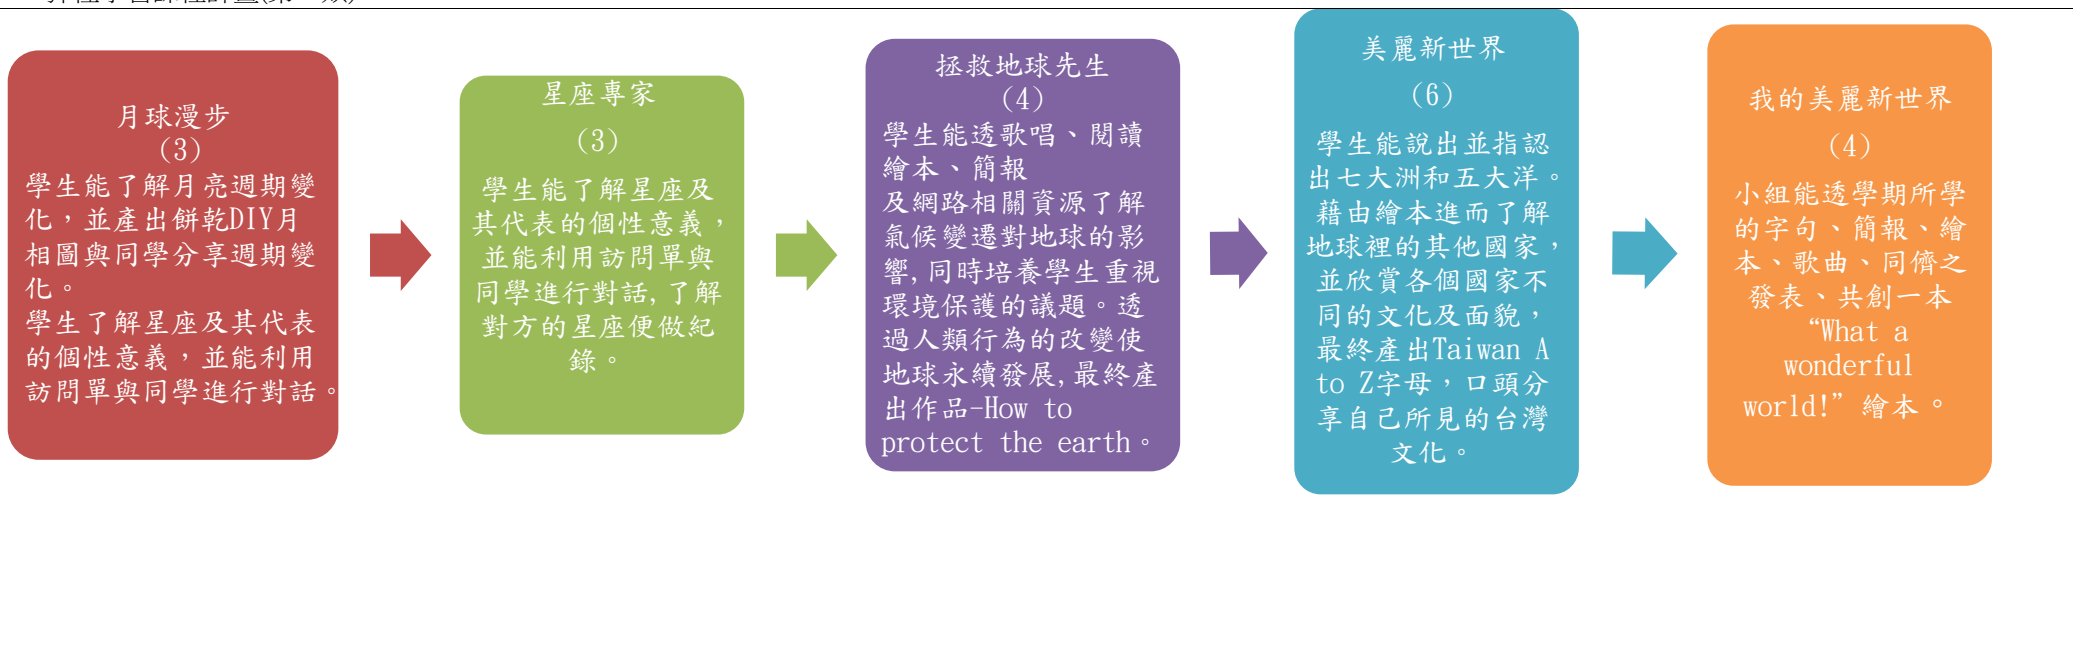 月球漫步
(3)
學生能了解月亮週期變
化，並產出餅乾DIY月
相圖與同學分享週期變
化。
學生了解星座及其代表
的個性意義，並能利用
訪問單與同學進行對話。
星座專家
(3)
學生能了解星座及
其代表的個性意義，
並能利用訪問單與
同學進行對話,了解
對方的星座便做紀
錄。
拯救地球先生
(4)
學生能透歌唱、閱讀
繪本、簡報
及網路相關資源了解
氣候變遷對地球的影
響,同時培養學生重視
環境保護的議題。透
過人類行為的改變使
地球永續發展,最終產
出作品-How to
protect the earth。
美麗新世界
(6)
學生能說出並指認
出七大洲和五大洋。
藉由繪本進而了解
地球裡的其他國家，
並欣賞各個國家不
同的文化及面貌，
最終產出Taiwan A
to Z字母，口頭分
享自己所見的台灣
文化。
我的美麗新世界
(4)
小組能透學期所學
的字句、簡報、繪
本、歌曲、同儕之
發表、共創一本
“What a
wonderful
world!”繪本。